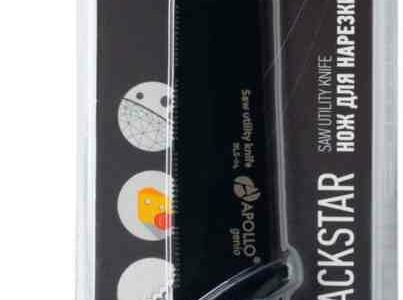 ACKSTAR
SAW UTILITY KNIFE
НОЖ ДЛЯ НАРЕЗКИ
Saw utility knife
APOLLO
genio